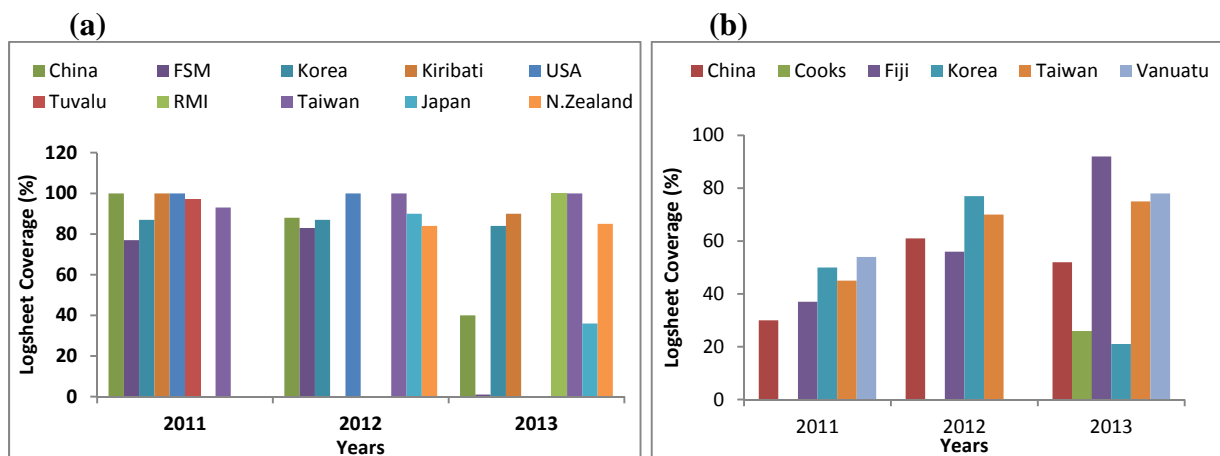 (a)
China FSM Korea Kiribati USA
Tuvalu RMI Taiwan Japan N.Zealand
Logsheet Coverage (%)
120
100
80
60
40
20
0
2011 2012 2013
Years
(b)
China Cooks Fiji Korea Taiwan Vanuatu
Logsheet Coverage (%)
100
80
60
40
20
0
2011 2012 2013
Years